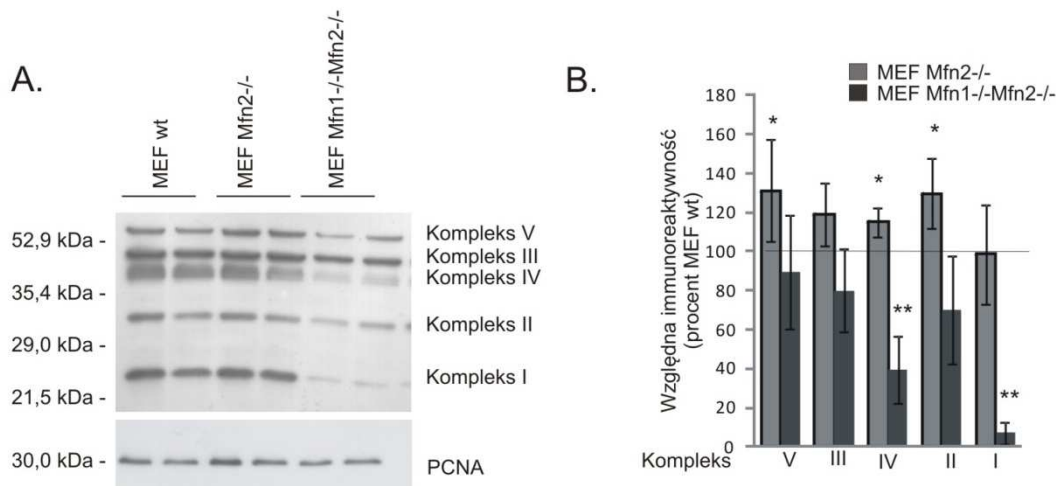 A.
MEF wt
MEF Mfn2-/-
MEF Mfn1-/-Mfn2-/-
52,9 kDa -
35,4 kDa -
29,0 kDa -
21,5 kDa -
30,0 kDa -
Kompleks V
Kompleks III
Kompleks IV
Kompleks II
Kompleks I
PCNA
B.
MEF Mfn2-/-
MEF Mfn1-/-Mfn2-/-
Względna immunoreaktywność
(procent MEF wt)
180
160
140
120
100
80
60
40
20
0
*
*
**
*
**
Kompleks V III IV II I